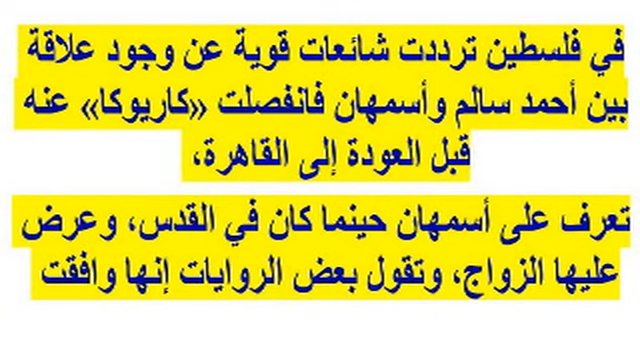 في فلسطين ترددت شائعات قوية عن وجود علاقة
بين أحمد سالم وأسمهان فانفصلت «كاريوكا» عنه
قبل العودة إلى القاهرة،
تعرف على أسمهان حينما كان في القدس، وعرض
عليها الزواج، وتقول بعض الروايات إنها وافقت